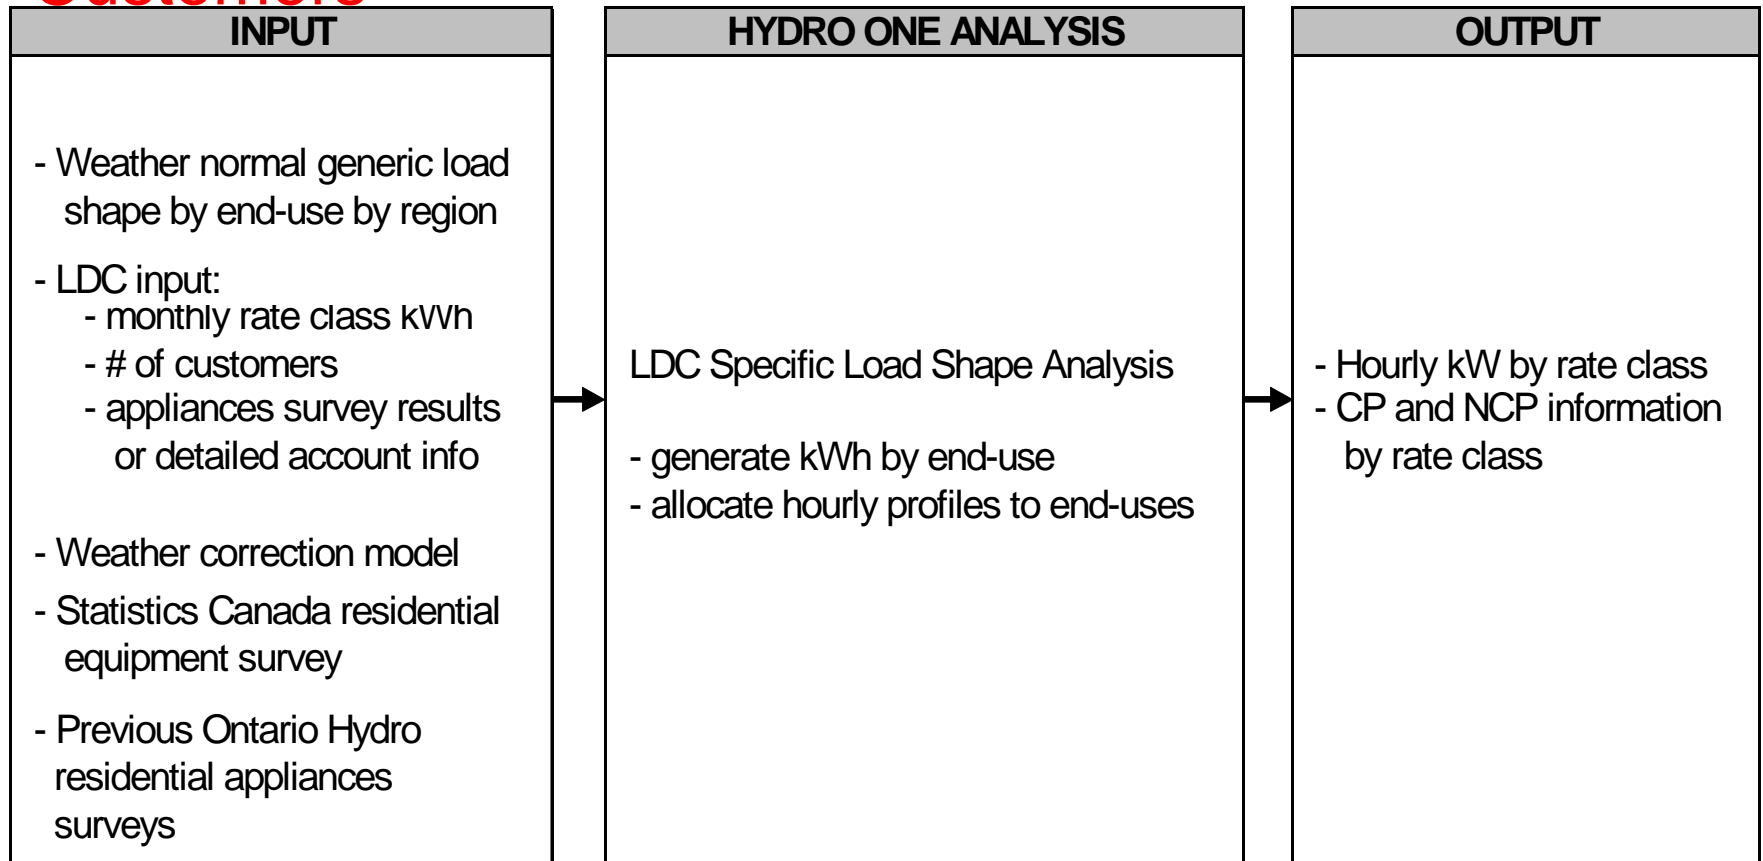 Customers
INPUT
- Weather normal generic load
shape by end-use by region
- LDC input:
- monthly rate class kWh
- # of customers
- appliances survey results
or detailed account info
- Weather correction model
- Statistics Canada residential
equipment survey
- Previous Ontario Hydro
residential appliances
surveys
HYDRO ONE ANALYSIS
LDC Specific Load Shape Analysis
- generate kWh by end-use
- allocate hourly profiles to end-uses
OUTPUT
- Hourly kW by rate class
- CP and NCP information
by rate class